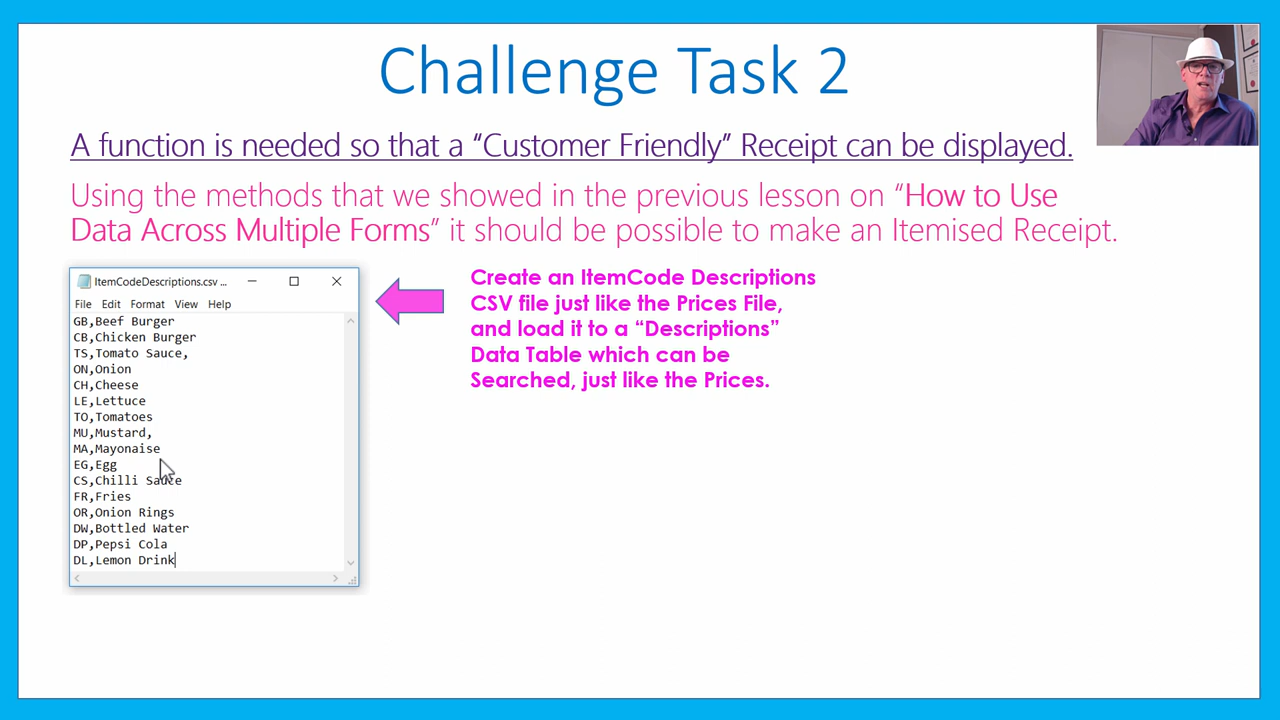 Challenge Task 2
A function is needed so that a "Customer Friendly" Receipt can be displayed.
Using the methods that we showed in the previous lesson on "How to Use
Data Across Multiple Forms" it should be possible to make an Itemised Receipt.
ItemCodeDescriptions.csv ...
File Edit Format View Help
GB,Beef Burger
CB,Chicken Burger
TS,Tomato Sauce,
ON,Onion
CH,Cheese
LE,Lettuce
TO,Tomatoes
MU,Mustard,
MA,Mayonaise
EG,Egg
CS,Chilli Sauce
FR,Fries
OR,Onion Rings
DW,Bottled Water
DP,Pepsi Cola
DL,Lemon Drink
Create an ItemCode Descriptions
CSV file just like the Prices File,
and load it to a “Descriptions”
Data Table which can be
Searched, just like the Prices.